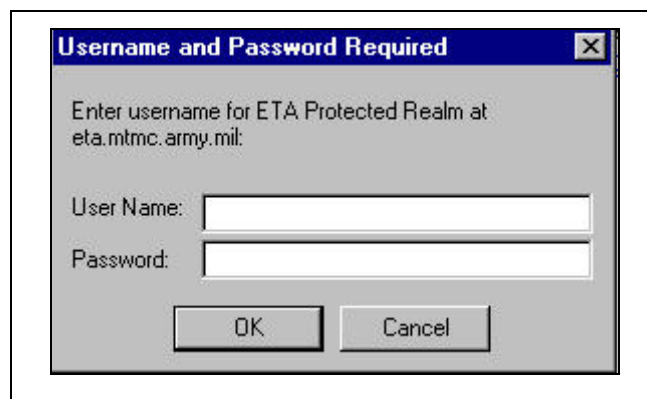 Username and Password Required
Enter username for ETA Protected Realm at
eta.mtmc.army.mil:
User Name:
Password:
OK
Cancel